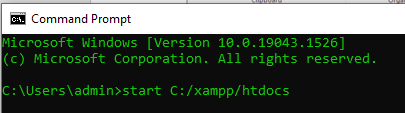 Command Prompt
Microsoft Windows [Version 10.0.19043.1526]
(c) Microsoft Corporation. All rights reserved.
C:\Users\admin>start C:/xampp/htdocs